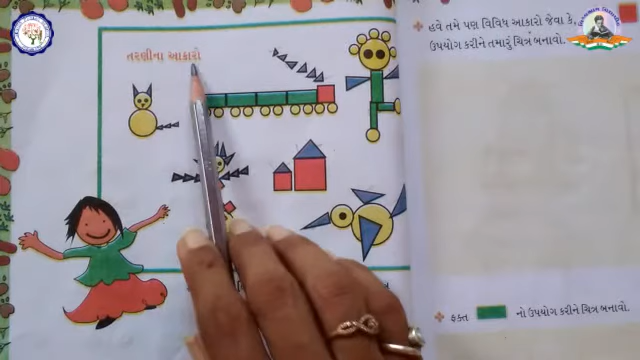 તરણીના આકારો
હવે તમે પણ વિવિધ આકારો જેવા કે,
ઉપયોગ કરીને તમારું ચિત્ર બનાવો.
ફક્ત
નો ઉપયોગ કરીને ચિત્ર બનાવો.